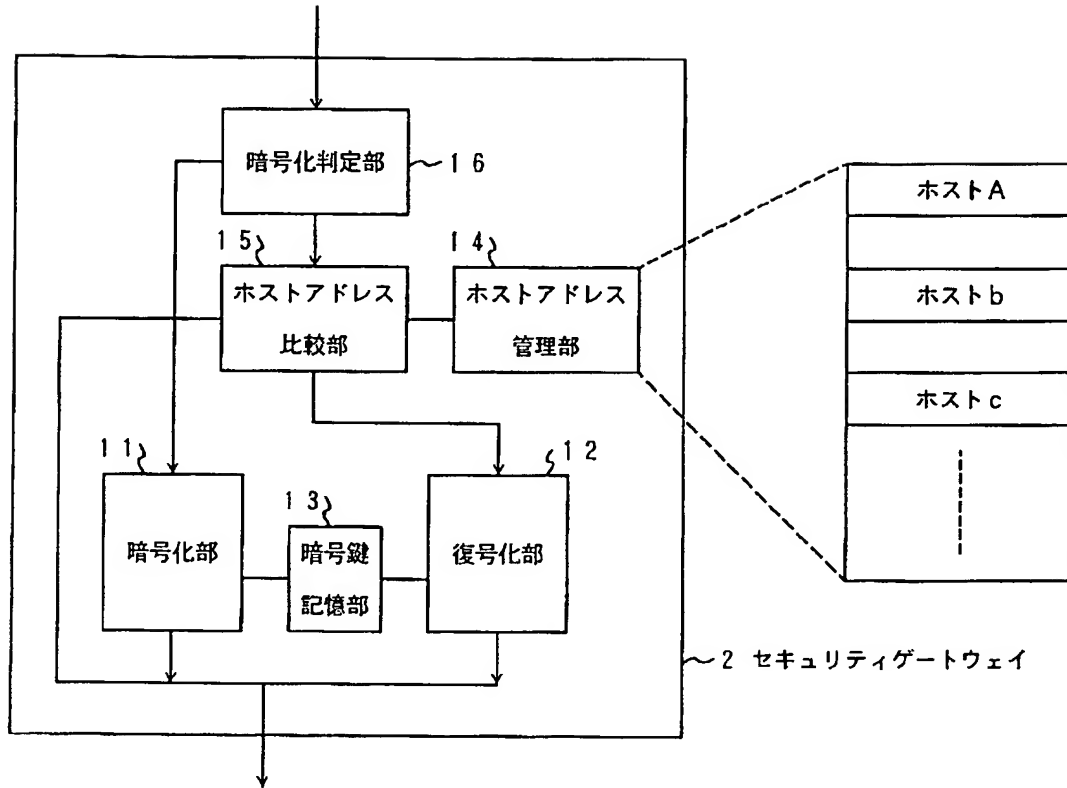 暗号化判定部
16
15
14
ホストアドレス
比較部
ホストアドレス
管理部
ホストA
ホストb
ホストc
11
12
13
暗号化部
暗号鍵
記憶部
復号化部
2 セキュリティゲートウェイ